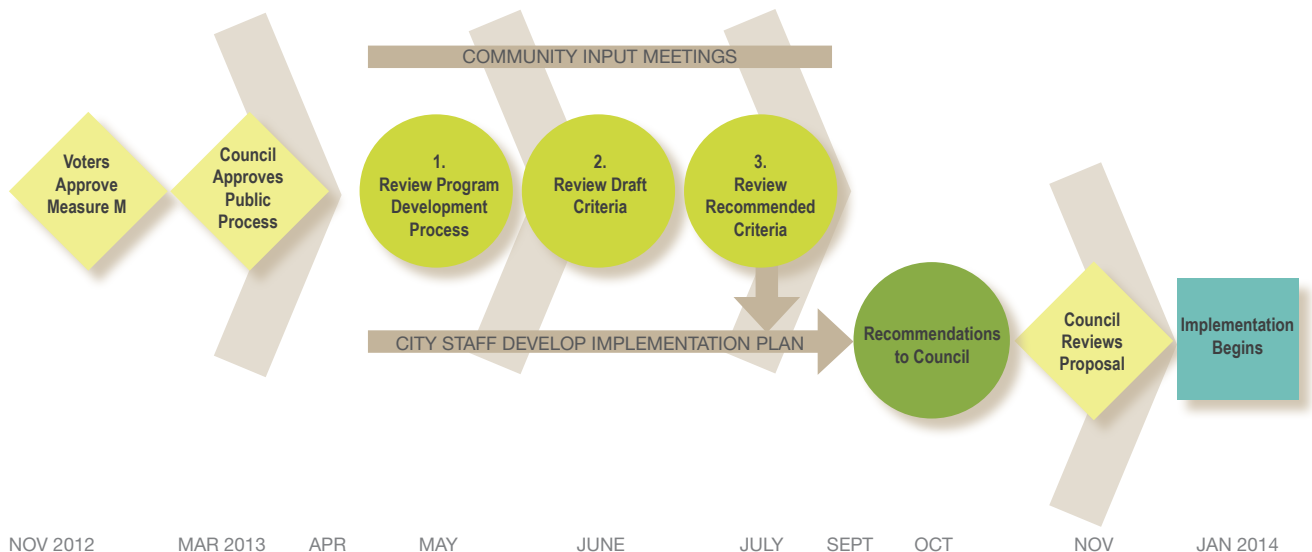 COMMUNITY INPUT MEETINGS
Voters
Approve
Measure M
Council
Approves
Public
Process
1.
Review Program
Development
Process
2.
Review Draft
Criteria
3.
Review
Recommended
Criteria
CITY STAFF DEVELOP IMPLEMENTATION PLAN
Recommendations
to Council
Council
Reviews
Proposal
Implementation
Begins
NOV 2012 MAR 2013 APR MAY JUNE JULY SEPT OCT NOV JAN 2014